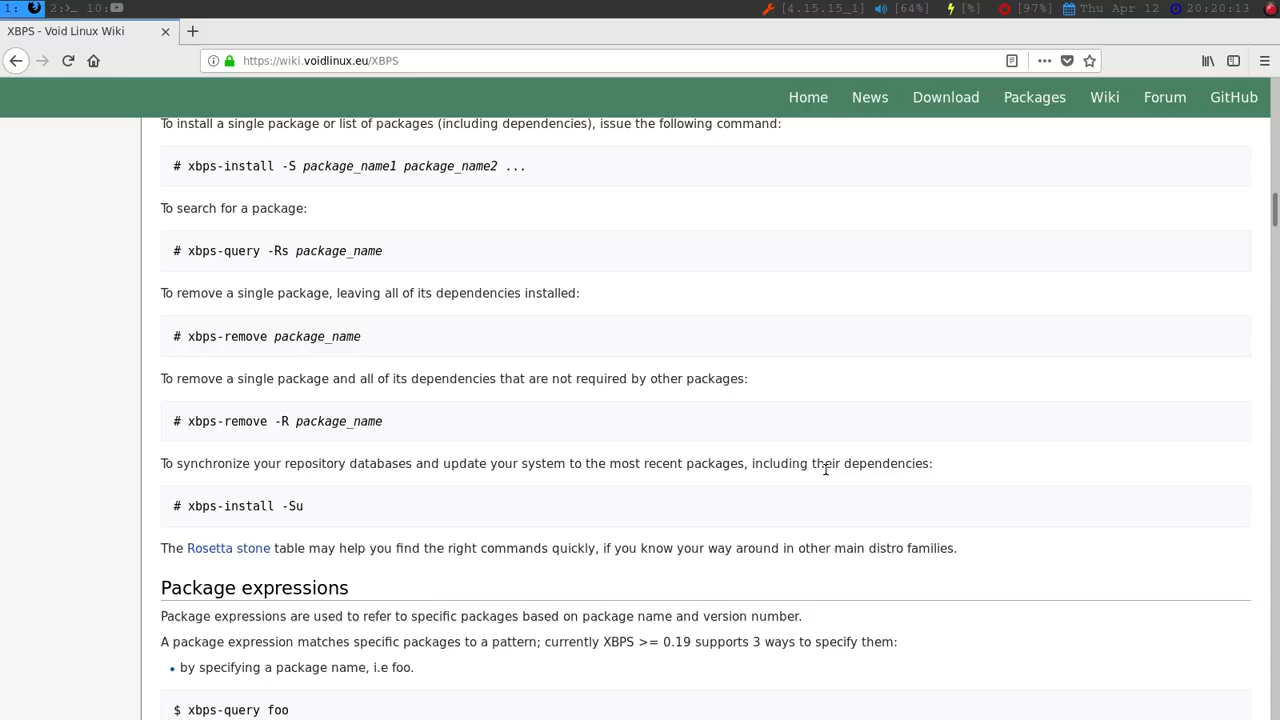 1:
2:>_
10:
[4.15.15_1]
[64%]
[%]
[97%]
Thu Apr 12
20:20:13
XBPS - Void Linux Wiki
https://wiki.voidlinux.eu/XBPS
Home
News
Download
Packages
Wiki
Forum
GitHub
To install a single package or list of packages (including dependencies), issue the following command:
# xbps-install -S package_name1 package_name2 ...
To search for a package:
# xbps-query -Rs package_name
To remove a single package, leaving all of its dependencies installed:
# xbps-remove package_name
To remove a single package and all of its dependencies that are not required by other packages:
# xbps-remove -R package_name
To synchronize your repository databases and update your system to the most recent packages, including their dependencies:
# xbps-install -Su
The Rosetta stone table may help you find the right commands quickly, if you know your way around in other main distro families.
Package expressions
Package expressions are used to refer to specific packages based on package name and version number.
A package expression matches specific packages to a pattern; currently XBPS >= 0.19 supports 3 ways to specify them:
• by specifying a package name, i.e foo.
$ xbps-query foo